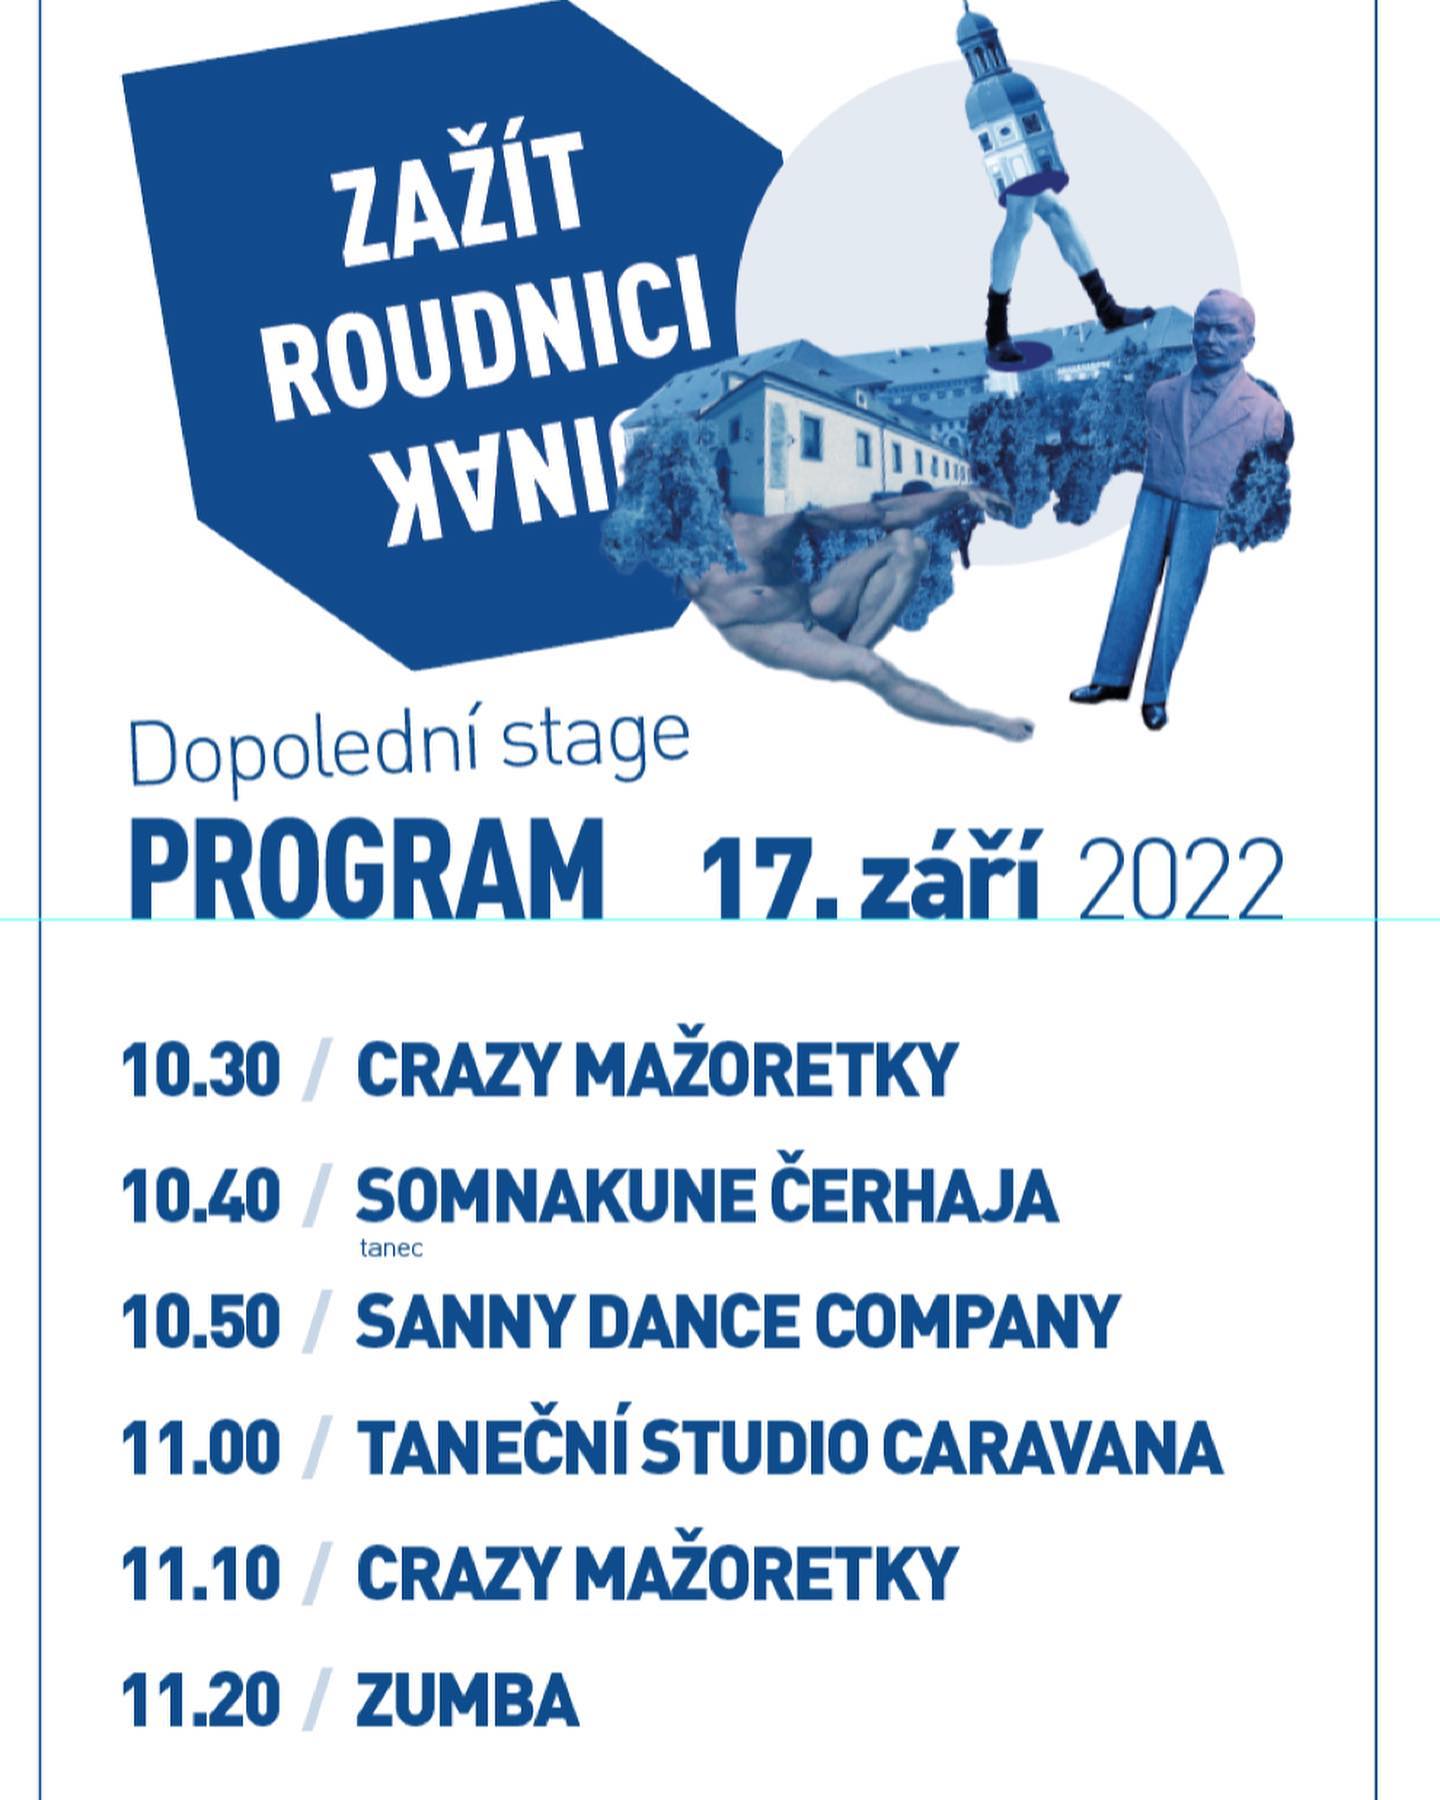 ZAŽÍT
ROUDNICI
JINAK
Dopolední stage
PROGRAM 17. září 2022
10.30 / CRAZY MAŽORETKY
10.40 / SOMNAKUNE ČERHAJA
tanec
10.50 / SANNY DANCE COMPANY
11.00 / TANEČNÍ STUDIO CARAVANA
11.10 / CRAZY MAŽORETKY
11.20 / ZUMBA